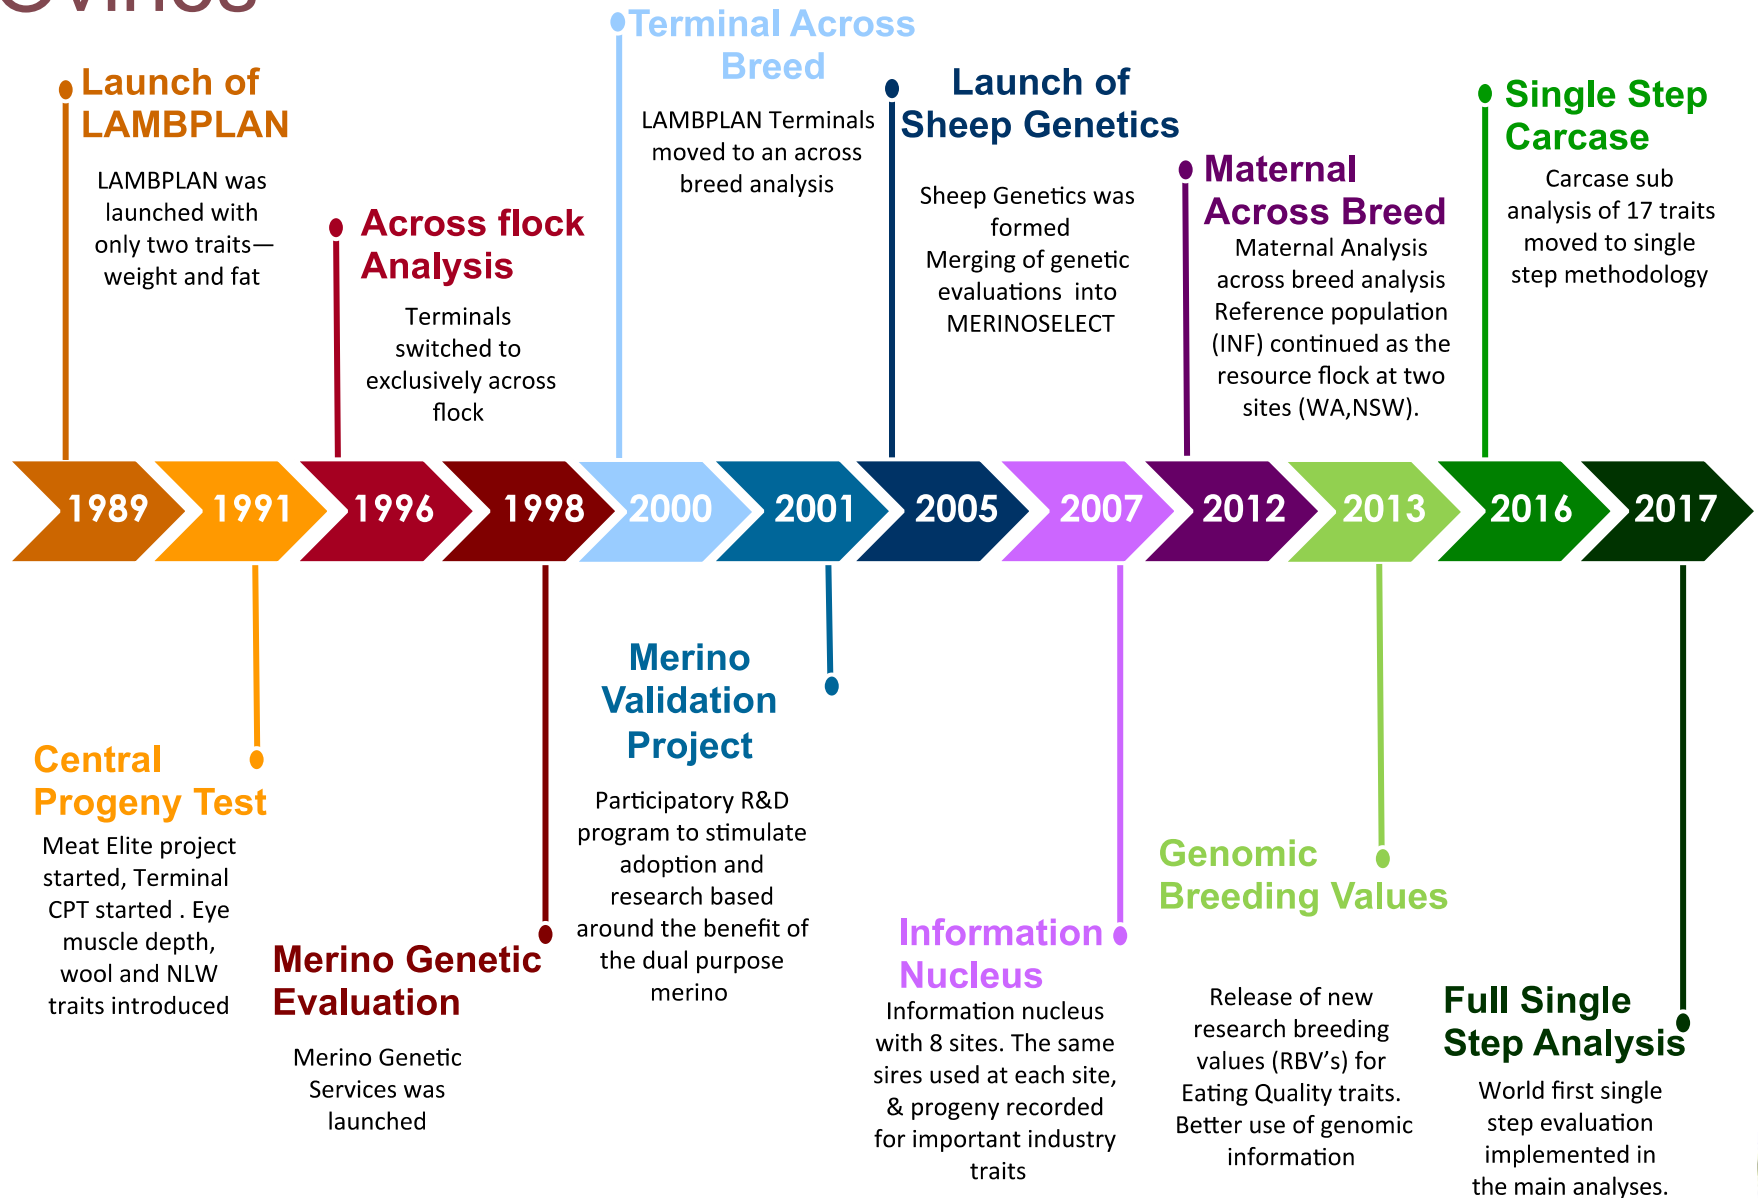 Ovinos
Terminal Across
Breed
LAMBPLAN Terminals
moved to an across
breed analysis
Launch of
LAMBPLAN
LAMBPLAN was
launched with
only two traits—
weight and fat
Across flock
Analysis
Terminals
switched to
exclusively across
flock
Launch of
Sheep Genetics
Sheep Genetics was
formed
Merging of genetic
evaluations into
MERINOSELECT
Maternal
Across Breed
Maternal Analysis
across breed analysis
Reference population
(INF) continued as the
resource flock at two
sites (WA,NSW).
Single Step
Carcase
Carcase sub
analysis of 17 traits
moved to single
step methodology
1989 1991 1996 1998 2000 2001 2005 2007 2012 2013 2016 2017
Central
Progeny Test
Meat Elite project
started, Terminal
CPT started . Eye
muscle depth,
wool and NLW
traits introduced
Merino Genetic
Evaluation
Merino Genetic
Services was
launched
Merino
Validation
Project
Participatory R&D
program to stimulate
adoption and
research based
around the benefit of
the dual purpose
merino
Information
Nucleus
Information nucleus
with 8 sites. The same
sires used at each site,
& progeny recorded
for important industry
traits
Genomic
Breeding Values
Release of new
research breeding
values (RBV's) for
Eating Quality traits.
Better use of genomic
information
Full Single
Step Analysis
World first single
step evaluation
implemented in
the main analyses.